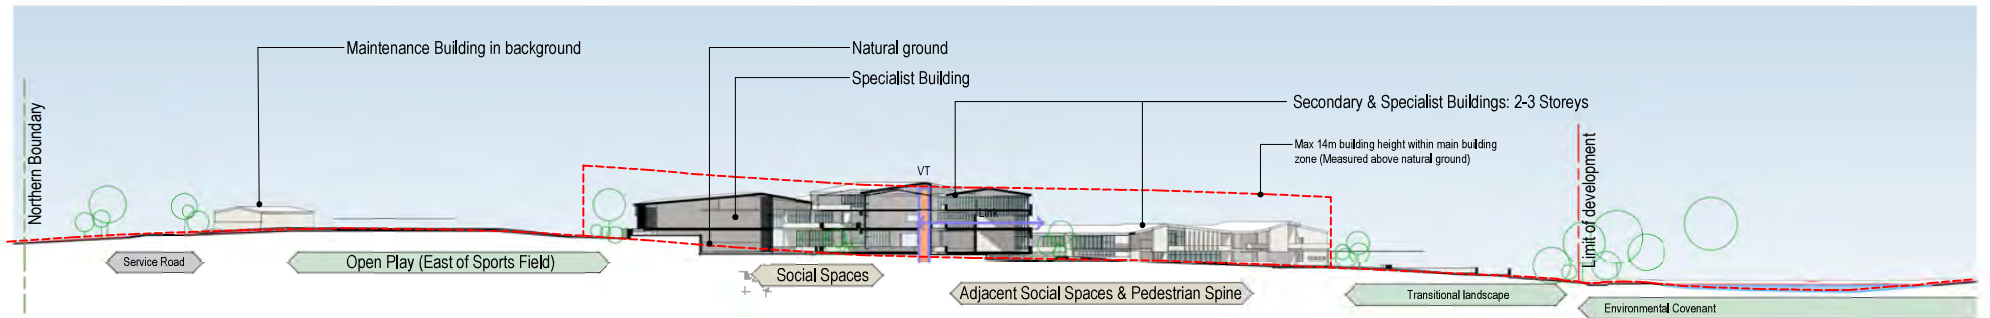 Maintenance Building in background
Natural ground
Specialist Building
Secondary & Specialist Buildings: 2-3 Storeys
Max 14m building height within main building
zone (Measured above natural ground)
Northern Boundary
VT
Link
Limit of development
Service Road
Open Play (East of Sports Field)
Social Spaces
Adjacent Social Spaces & Pedestrian Spine
Transitional landscape
Environmental Covenant